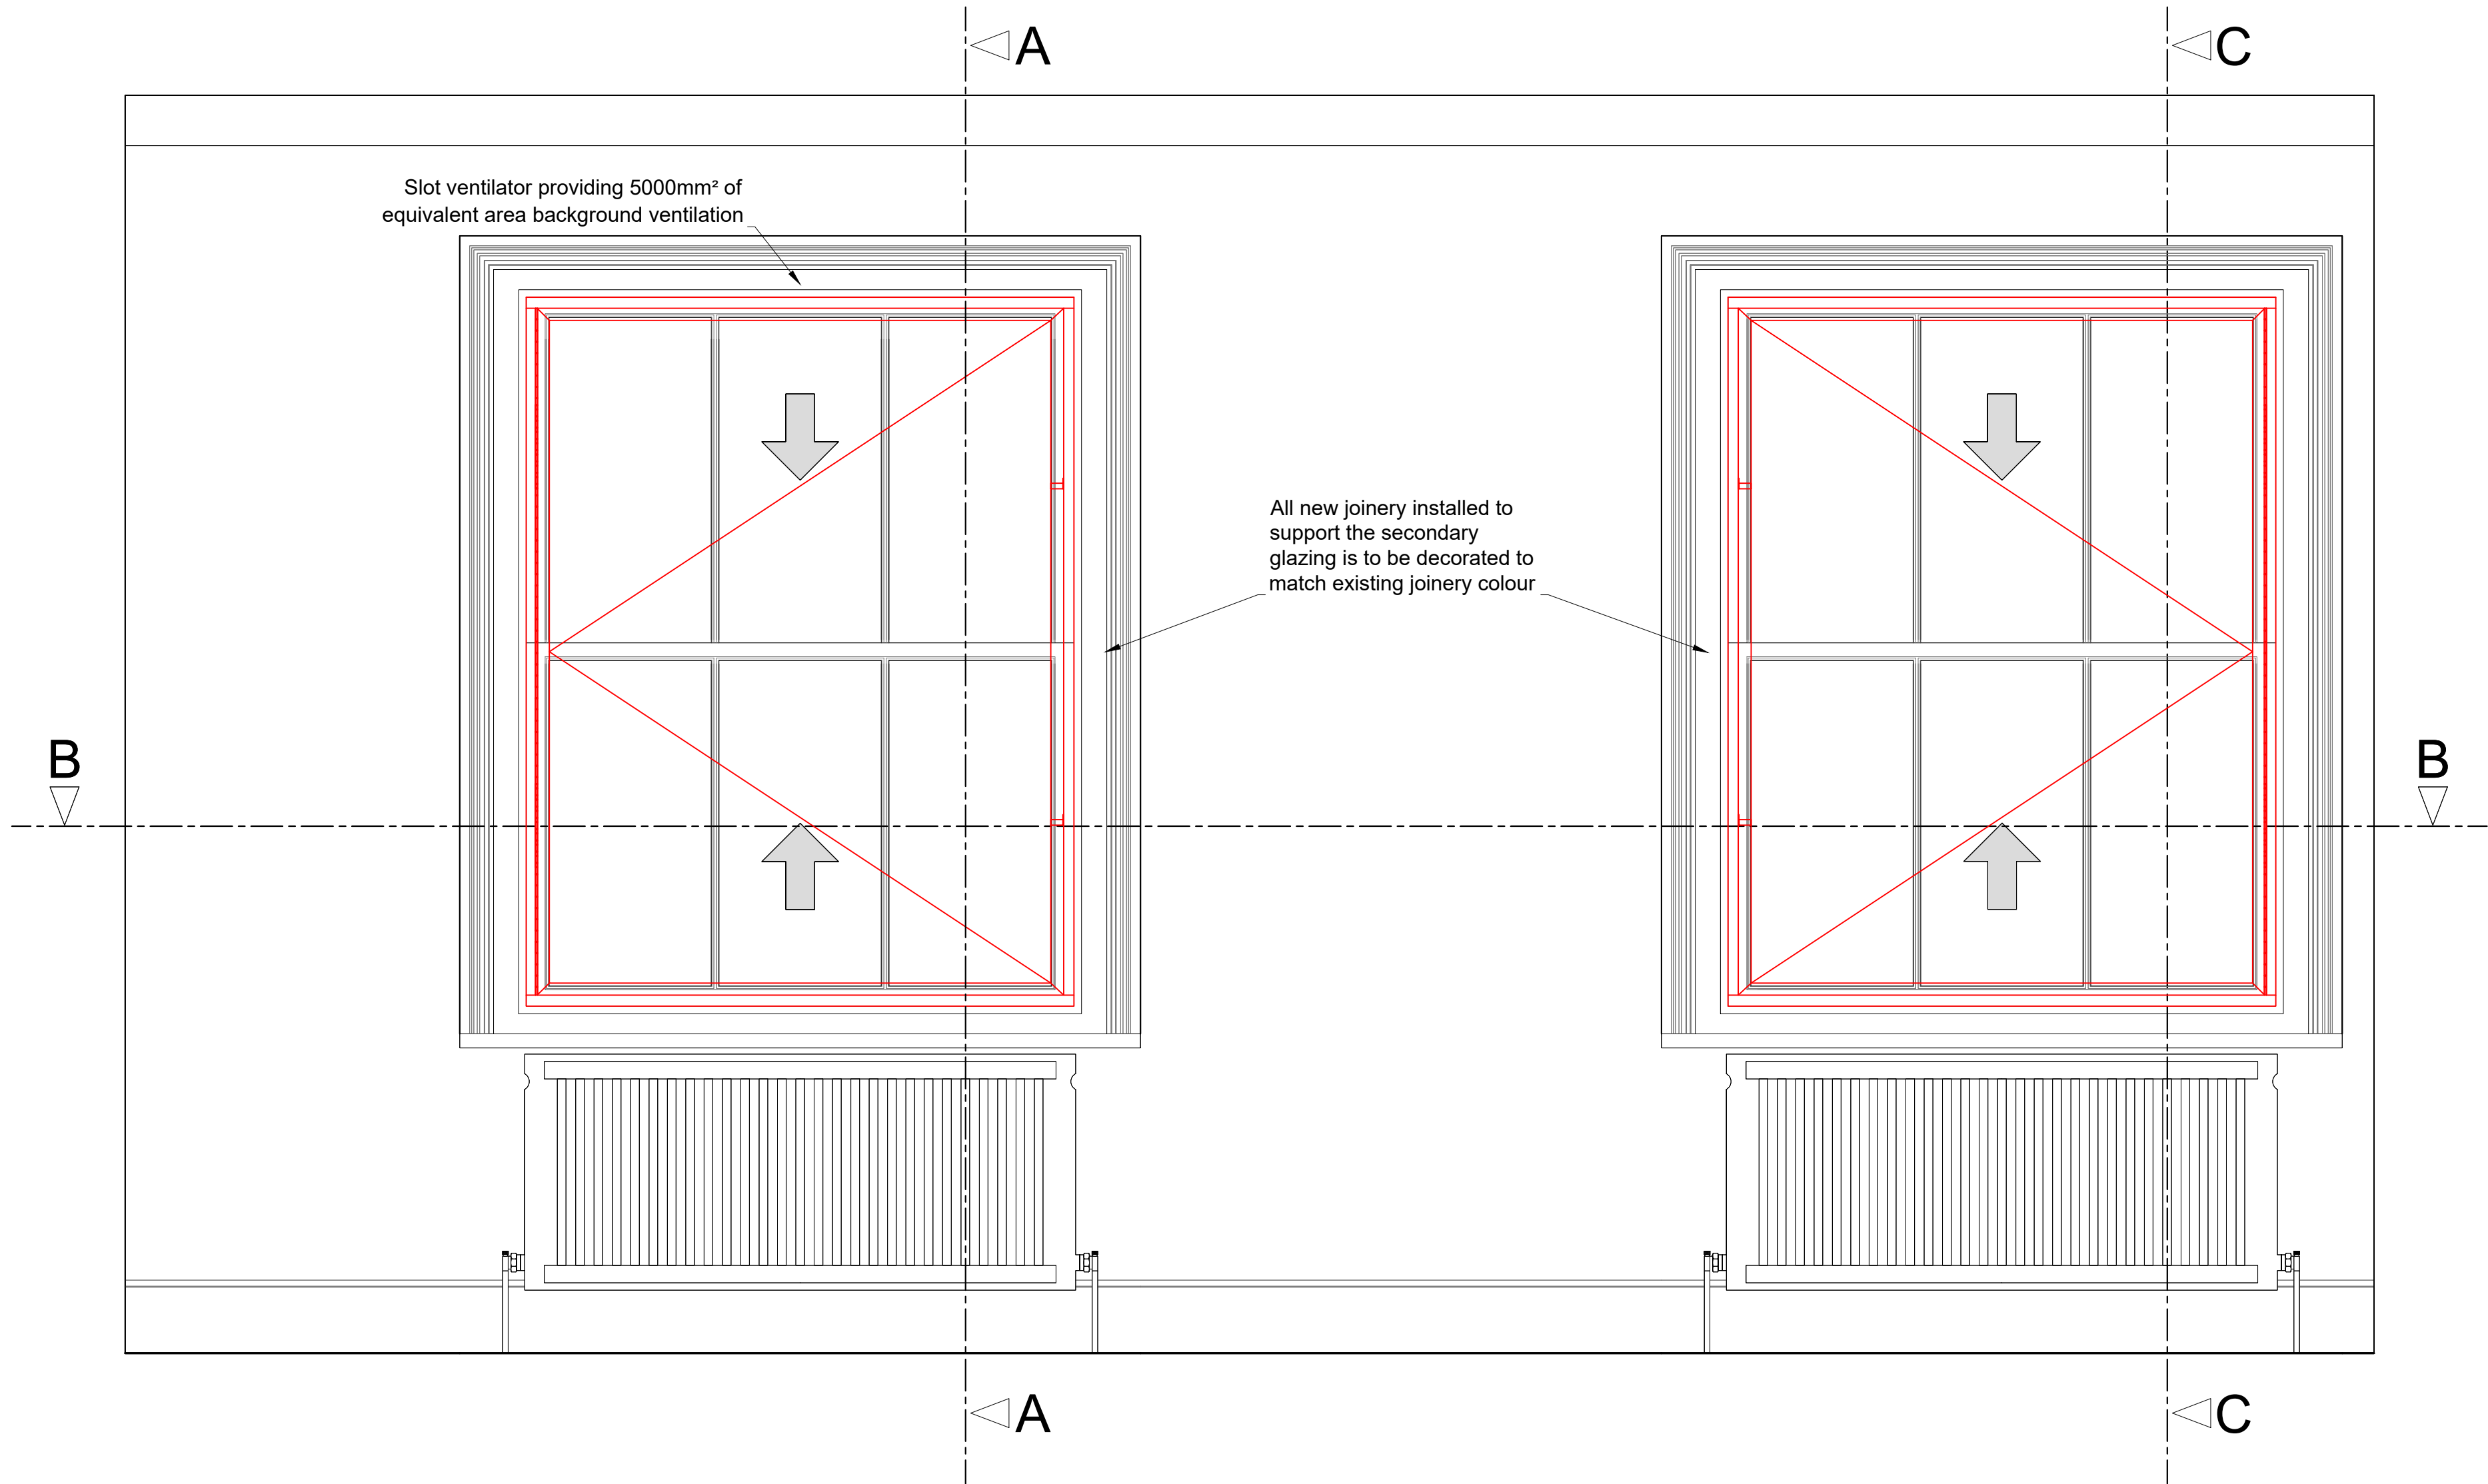 A
C
Slot ventilator providing 5000mm² of
equivalent area background ventilation
All new joinery installed to
support the secondary
glazing is to be decorated to
match existing joinery colour
B
B
A
C